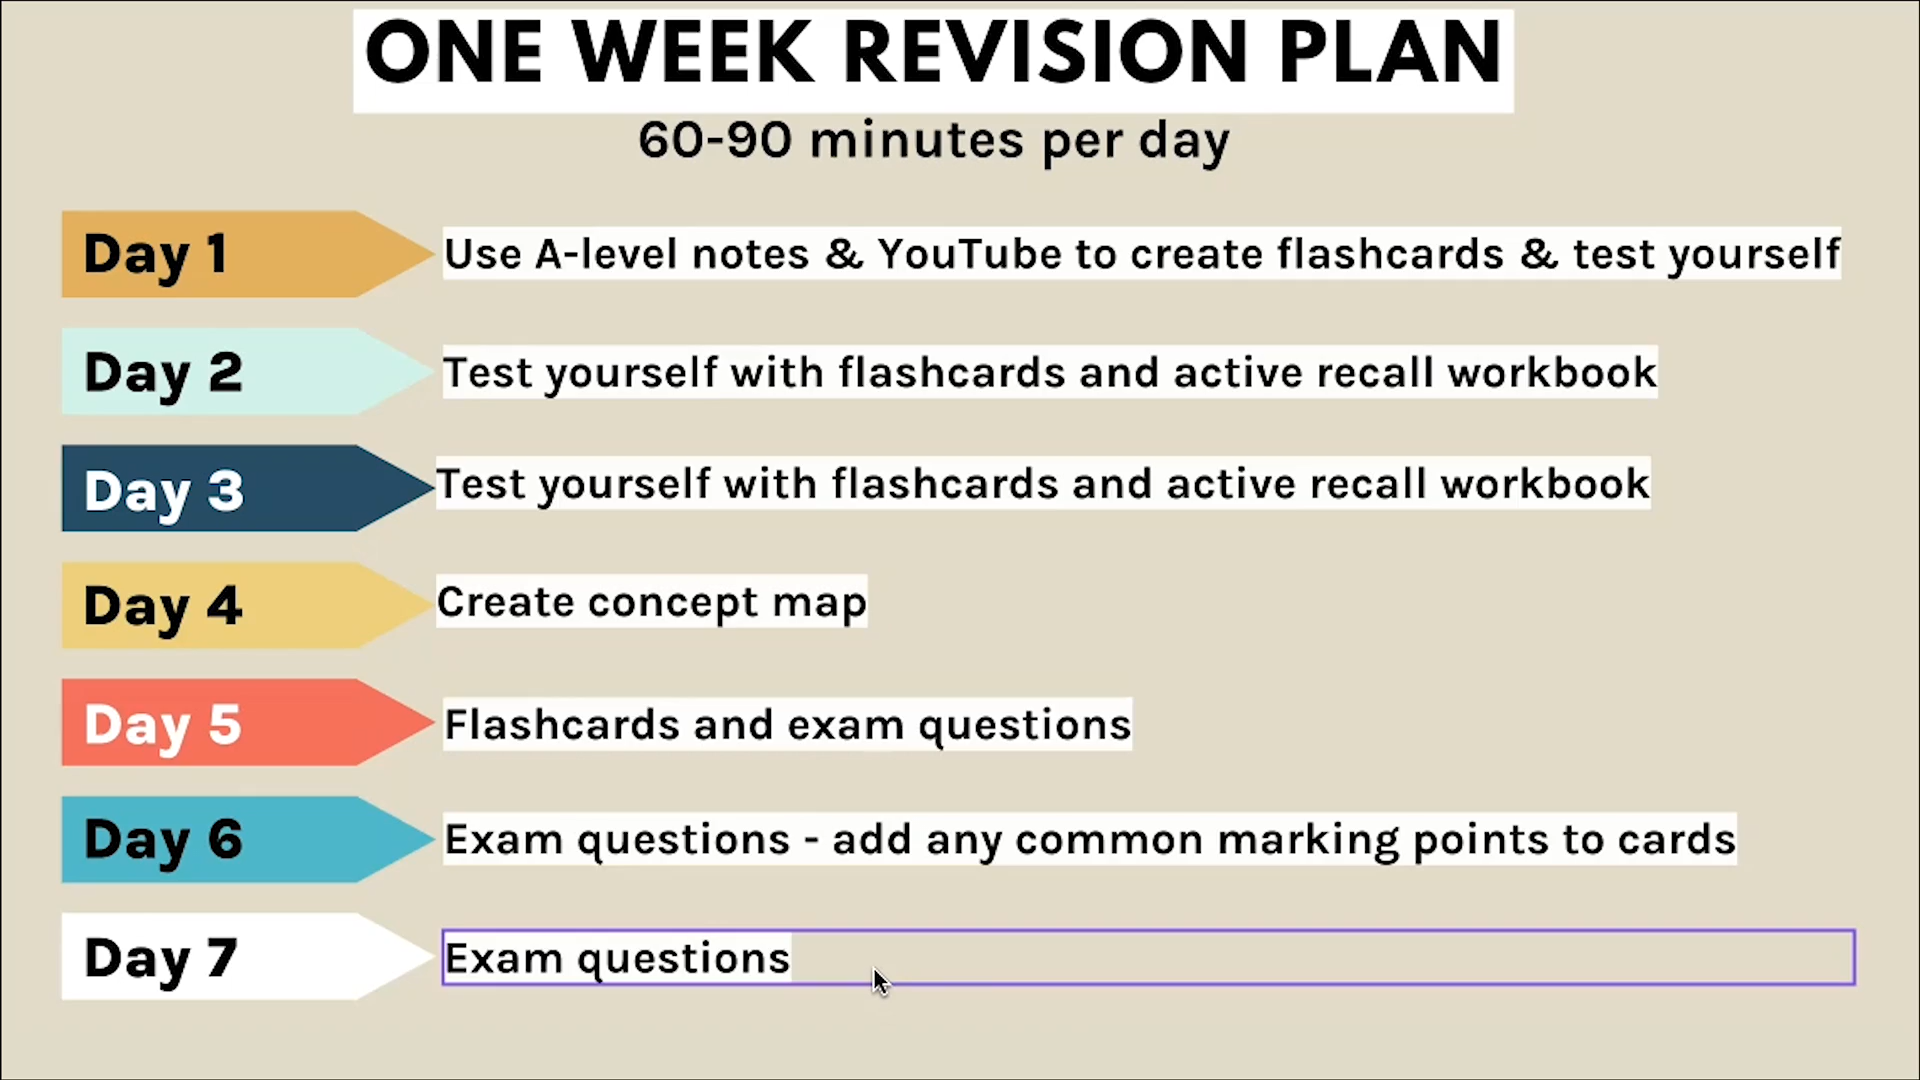 ONE WEEK REVISION PLAN
60-90 minutes per day
Day 1
Use A-level notes & YouTube to create flashcards & test yourself
Day 2
Test yourself with flashcards and active recall workbook
Day 3
Test yourself with flashcards and active recall workbook
Day 4
Create concept map
Day 5
Flashcards and exam questions
Day 6
Exam questions - add any common marking points to cards
Day 7
Exam questions